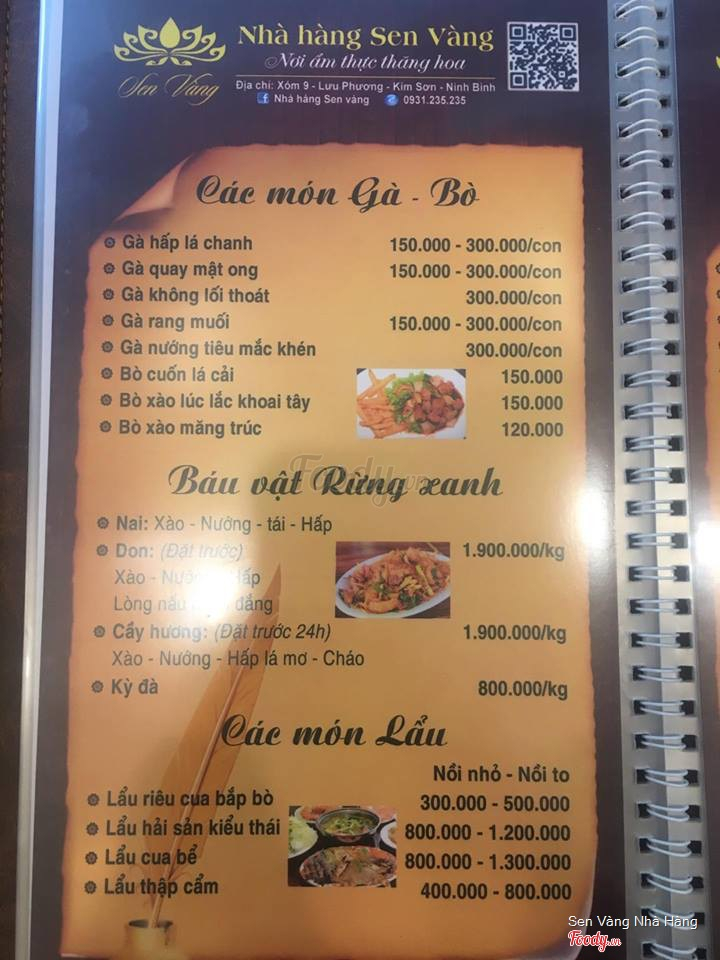 Nhà hàng Sen Vàng
Nơi ẩm thực thăng hoa
Sen Vàng
Địa chỉ: Xóm 9 - Lưu Phương - Kim Sơn - Ninh Bình
Nhà hàng Sen vàng 0931.235.235
Các món Gà - Bò
Gà hấp lá chanh 150.000 - 300.000/con
Gà quay mật ong 150.000 - 300.000/con
Gà không lối thoát 300.000/con
Gà rang muối 150.000 - 300.000/con
Gà nướng tiêu mắc khén 300.000/con
Bò cuốn lá cải 150.000
Bò xào lúc lắc khoai tây 150.000
Bò xào măng trúc 120.000
Foody.vn
Báu vật Rừng xanh
Nai: Xào - Nướng - tái - Hấp
Don: (Đặt trước) 1.900.000/kg
Xào - Nướng - Hấp
Lòng nấu đắng
Cầy hương: (Đặt trước 24h) 1.900.000/kg
Xào - Nướng - Hấp lá mơ - Cháo
Kỳ đà 800.000/kg
Các món Lẩu
Nồi nhỏ - Nồi to
Lẩu riêu cua bắp bò 300.000 - 500.000
Lẩu hải sản kiểu thái 800.000 - 1.200.000
Lẩu cua bể 800.000 - 1.300.000
Lẩu thập cẩm 400.000 - 800.000
Sen Vàng Nhà Hàng
Foody.vn